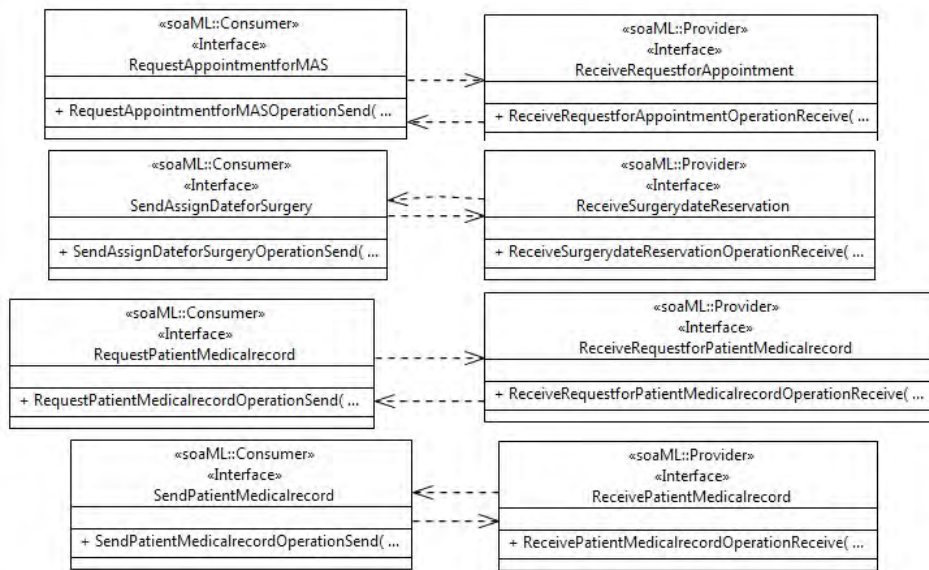 «soaML::Consumer»
«Interface»
RequestAppointmentforMAS
+ RequestAppointmentforMASOperationSend( ...
«soaML::Provider»
«Interface»
ReceiveRequestforAppointment
+ ReceiveRequestforAppointmentOperationReceive( ...
«soaML::Consumer»
«Interface»
SendAssignDateforSurgery
+ SendAssignDateforSurgeryOperationSend( ...
«soaML::Provider»
«Interface»
ReceiveSurgerydateReservation
+ ReceiveSurgerydateReservationOperationReceive( ...
«soaML::Consumer»
«Interface»
RequestPatientMedicalrecord
+ RequestPatientMedicalrecordOperationSend( ...
«soaML::Provider»
«Interface»
ReceiveRequestforPatientMedicalrecord
+ ReceiveRequestforPatientMedicalrecordOperationReceive( ...
«soaML::Consumer»
«Interface»
SendPatientMedicalrecord
+ SendPatientMedicalrecordOperationSend( ...
«soaML::Provider»
«Interface»
ReceivePatientMedicalrecord
+ ReceivePatientMedicalrecordOperationReceive( ...